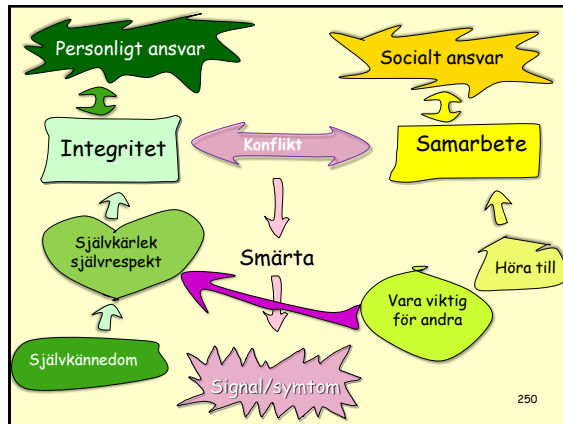 Personligt ansvar
Socialt ansvar
Integritet
Konflikt
Samarbete
Självkärlek
självrespekt
Smärta
Höra till
Vara viktig
för andra
Självkännedom
Signal/symtom
250